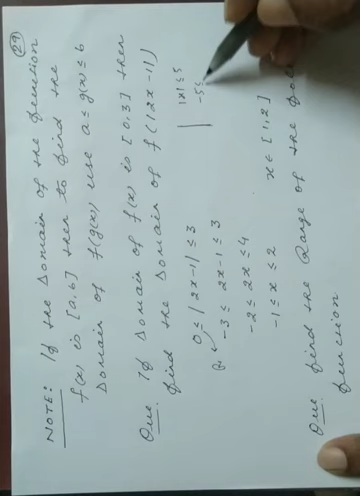 (29)
NOTE: If the Domain of the function
f(x) is [a,b] then to find the
Domain of f(g(x)) use a ≤ g(x) ≤ b
Que If Domain of f(x) is [0,3] then
find the Domain of f(|2x-1|)
0 ≤ |2x-1| ≤ 3
-3 ≤ 2x-1 ≤ 3
-2 ≤ 2x ≤ 4
-1 ≤ x ≤ 2
x ∈ [-1,2]
|x| ≤ 5
-5 ≤
Que find the Range of the
function